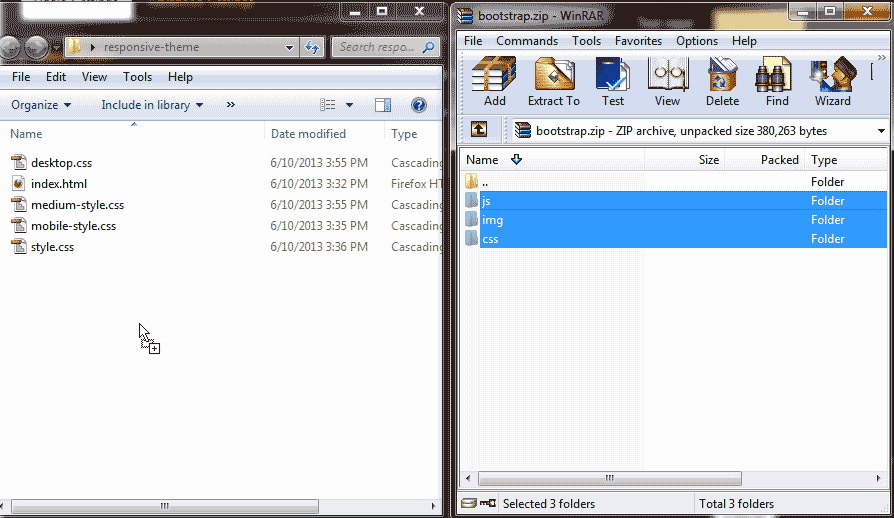 responsive-theme
Search respo...
File Edit View Tools Help
Organize Include in library »
Name Date modified Type
desktop.css 6/10/2013 3:55 PM Cascading
index.html 6/10/2013 3:32 PM Firefox HT
medium-style.css 6/10/2013 3:55 PM Cascading
mobile-style.css 6/10/2013 3:35 PM Cascading
style.css 6/10/2013 3:36 PM Cascading
bootstrap.zip - WinRAR
File Commands Tools Favorites Options Help
Add Extract To Test View Delete Find Wizard »
bootstrap.zip - ZIP archive, unpacked size 380,263 bytes
Name Size Packed Type
.. Folder
js Folder
img Folder
css Folder
Selected 3 folders Total 3 folders